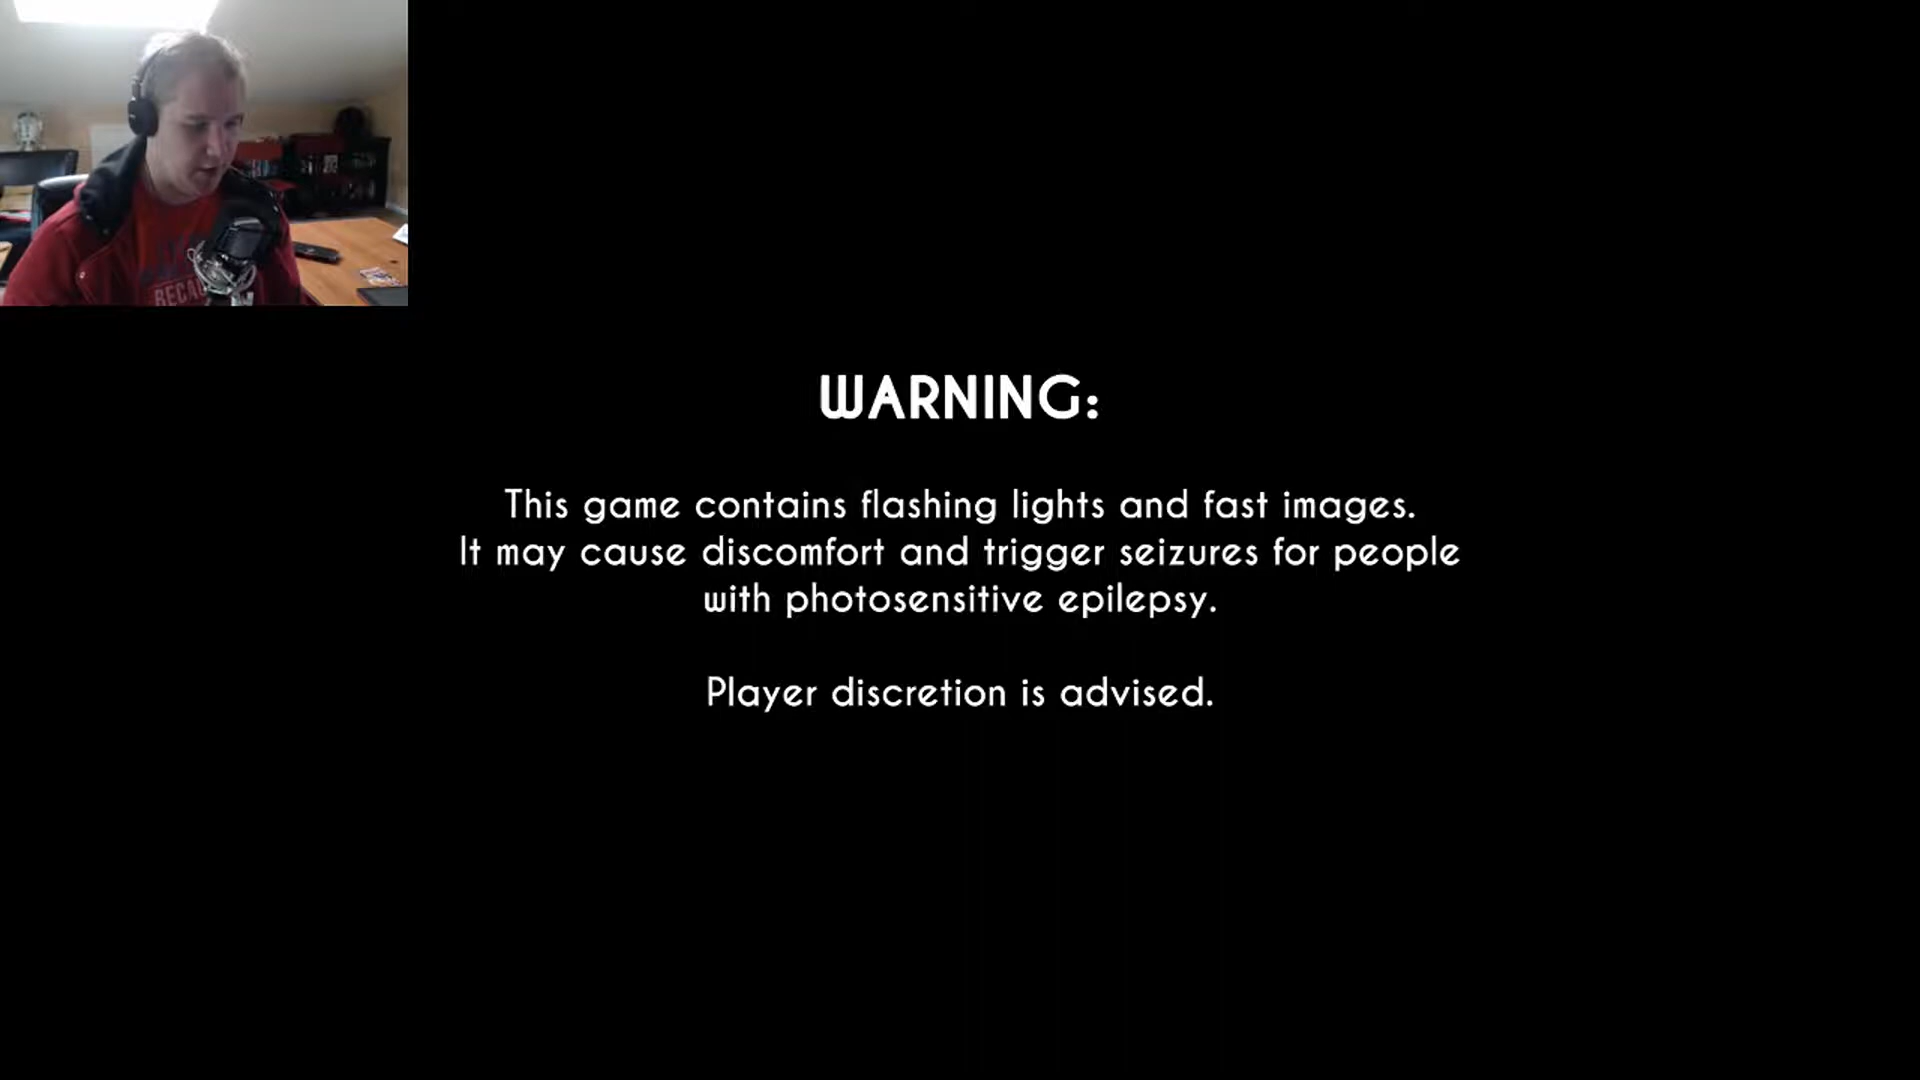 WARNING:
This game contains flashing lights and fast images.
It may cause discomfort and trigger seizures for people
with photosensitive epilepsy.
Player discretion is advised.